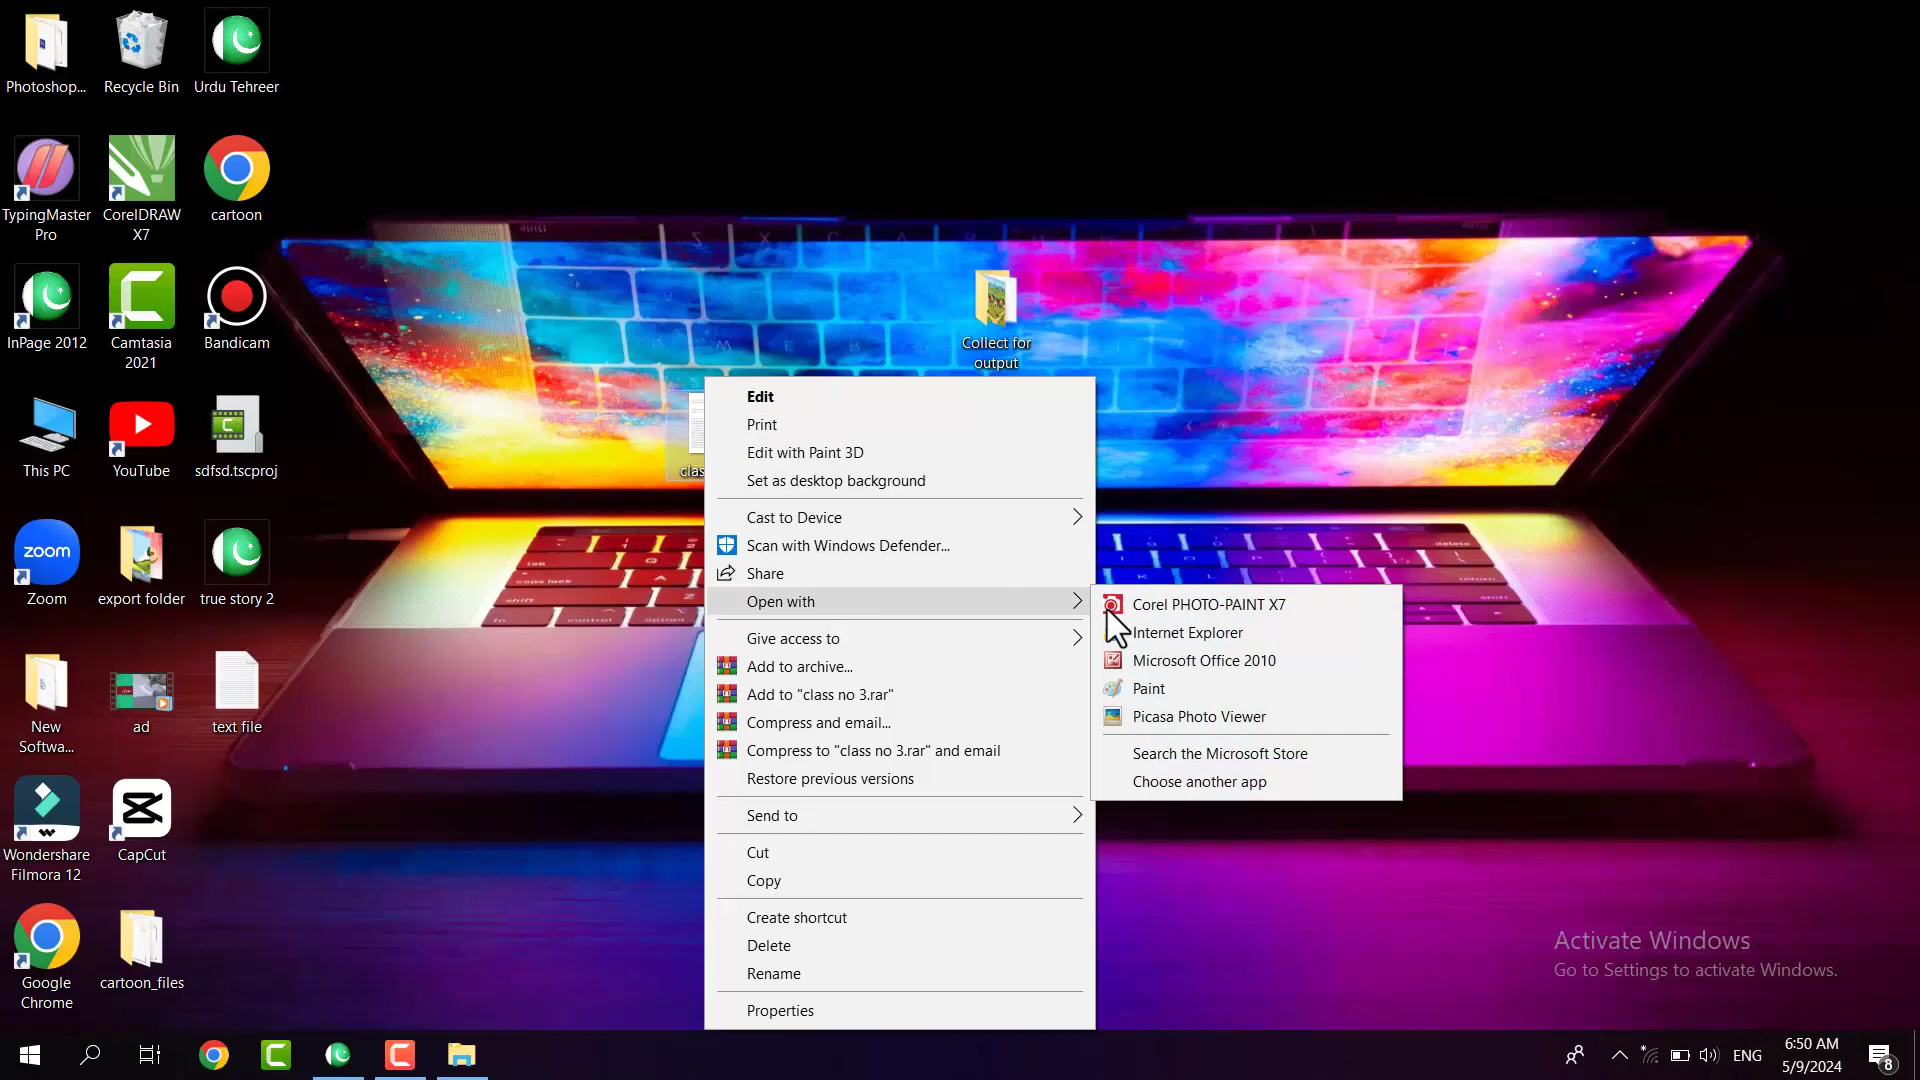 Photoshop...
Recycle Bin
Urdu Tehreer
TypingMaster
Pro
CorelDRAW
X7
cartoon
InPage 2012
Camtasia
2021
Bandicam
This PC
YouTube
sdfsd.tscproj
zoom
Zoom
export folder
true story 2
New
Softwa...
ad
text file
Wondershare
Filmora 12
CapCut
Google
Chrome
cartoon_files
Collect for
output
clas
Edit
Print
Edit with Paint 3D
Set as desktop background
Cast to Device
Scan with Windows Defender...
Share
Open with
Give access to
Add to archive...
Add to "class no 3.rar"
Compress and email...
Compress to "class no 3.rar" and email
Restore previous versions
Send to
Cut
Copy
Create shortcut
Delete
Rename
Properties
Corel PHOTO-PAINT X7
Internet Explorer
Microsoft Office 2010
Paint
Picasa Photo Viewer
Search the Microsoft Store
Choose another app
Activate Windows
Go to Settings to activate Windows.
ENG
6:50 AM
5/9/2024
8